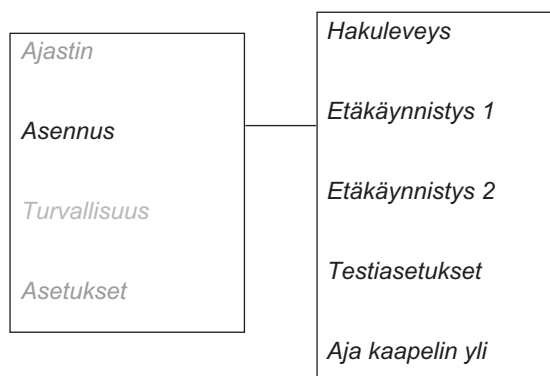 Ajastin
Asennus
Turvallisuus
Asetukset
Hakuleveys
Etäkäynnistys 1
Etäkäynnistys 2
Testiasetukset
Aja kaapelin yli